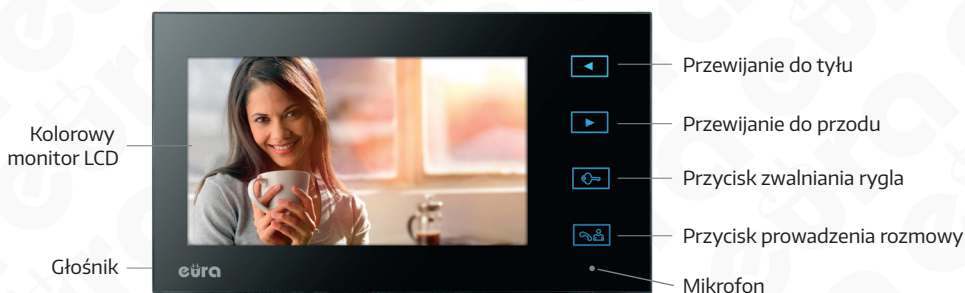 Kolorowy
monitor LCD
Głośnik
eura
Przewijanie do tyłu
Przewijanie do przodu
Przycisk zwalniania rygla
Przycisk prowadzenia rozmowy
Mikrofon